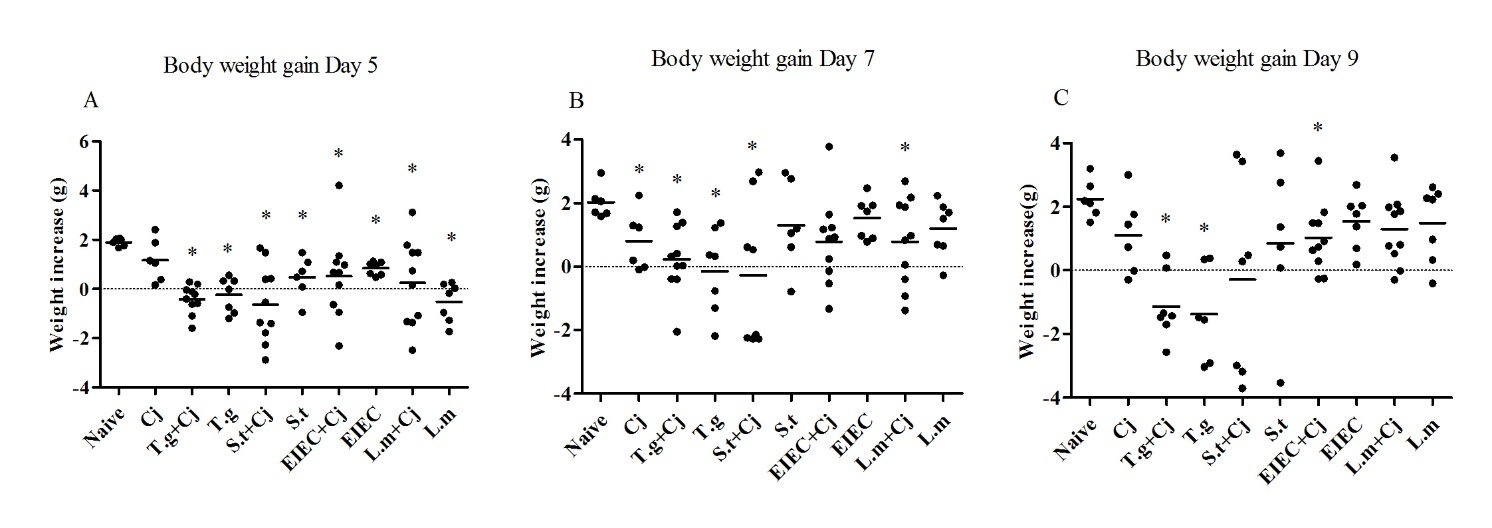 Body weight gain Day 5
A
Weight increase (g)
6
4
2
0
-2
-4
*
*
*
*
*
*
*
*
Naive
Cj
T.g+Cj
T.g
S.t+Cj
S.t
EIEC+Cj
EIEC
L.m+Cj
L.m
Body weight gain Day 7
B
Weight increase (g)
4
2
0
-2
-4
*
*
*
*
*
Naive
Cj
T.g+Cj
T.g
S.t+Cj
S.t
EIEC+Cj
EIEC
L.m+Cj
L.m
Body weight gain Day 9
C
Weight increase(g)
4
2
0
-2
-4
*
*
*
Naive
Cj
T.g+Cj
T.g
S.t+Cj
S.t
EIEC+Cj
EIEC
L.m+Cj
L.m